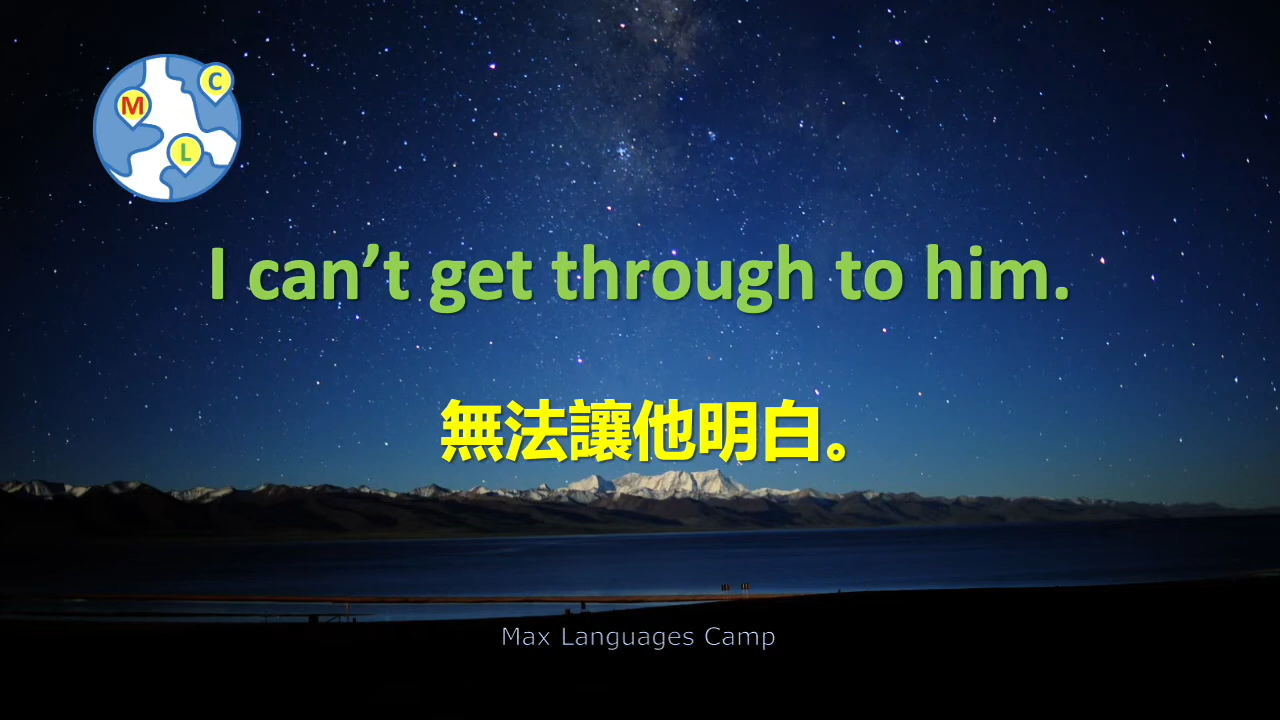 C
M
L
I can’t get through to him.
無法讓他明白。
Max Languages Camp